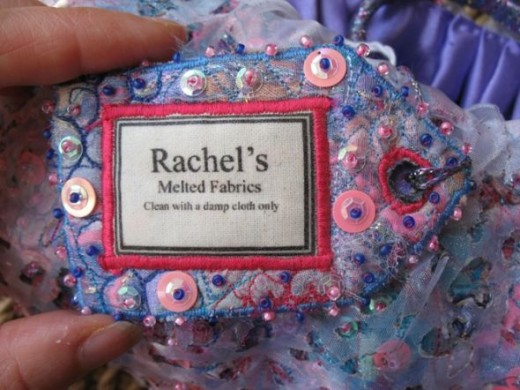 Rachel's
Melted Fabrics
Clean with a damp cloth only